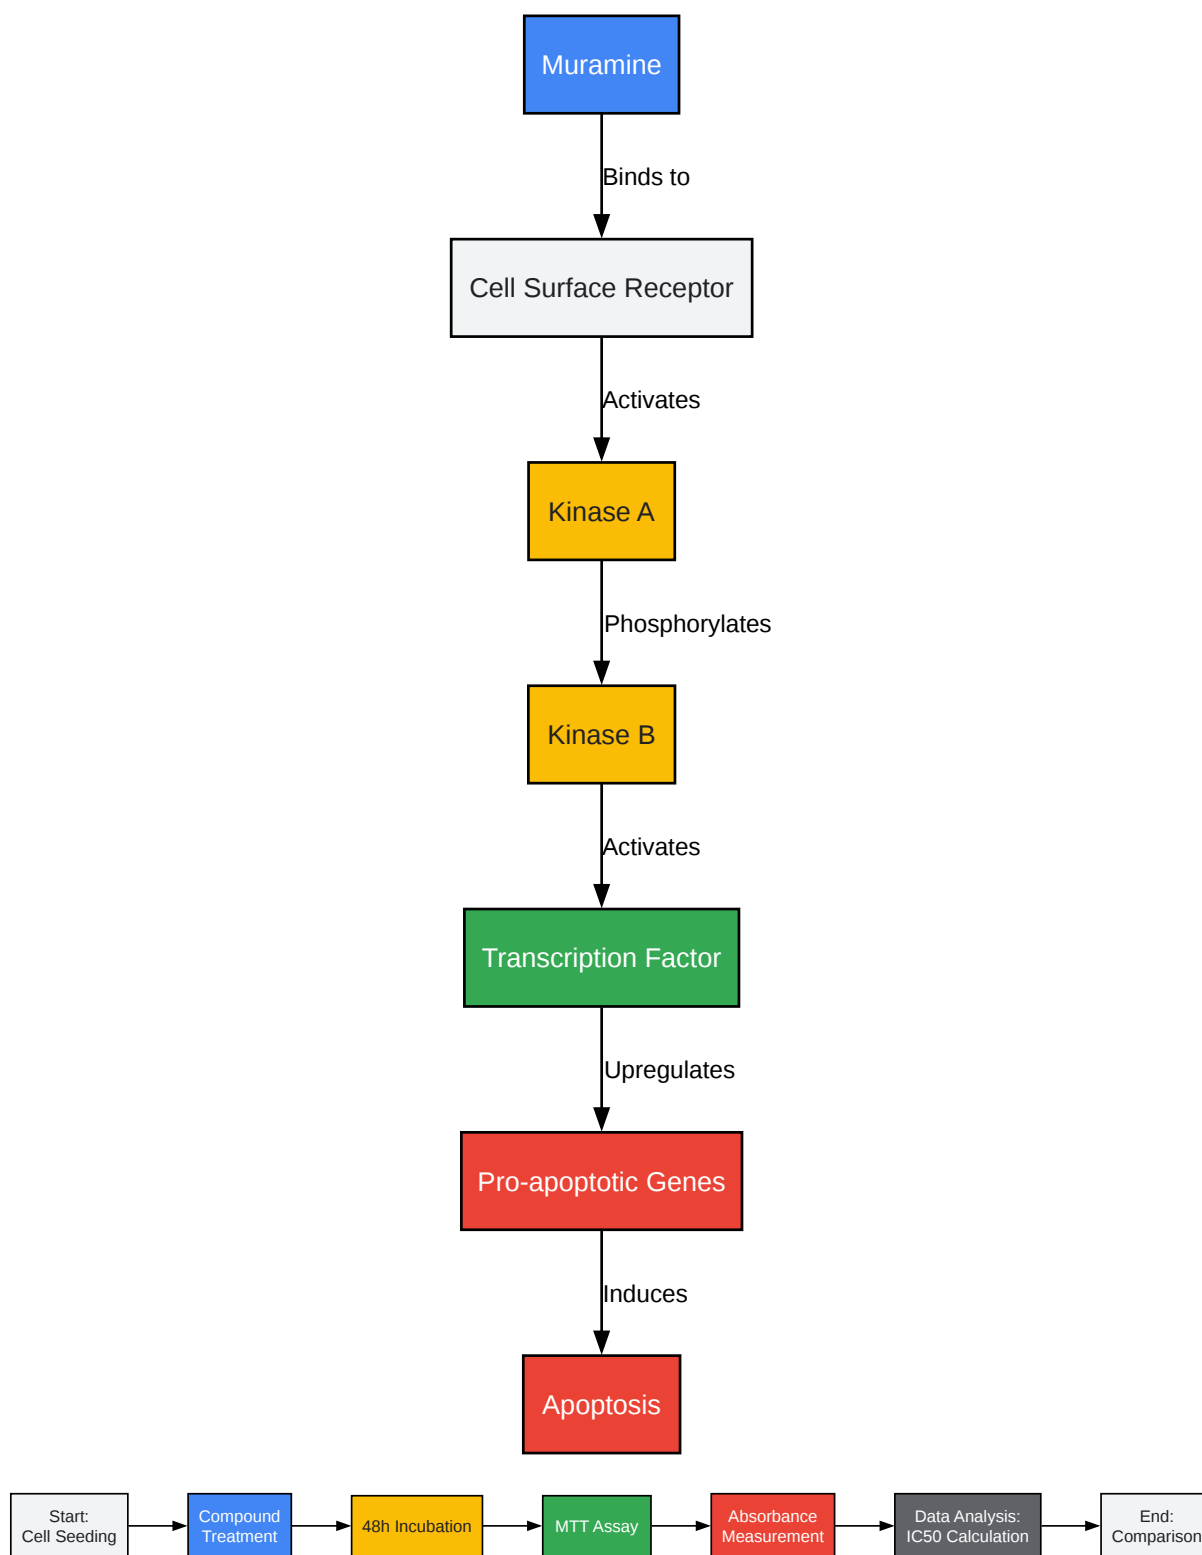 Muramine
Binds to
Cell Surface Receptor
Activates
Kinase A
Phosphorylates
Kinase B
Activates
Transcription Factor
Upregulates
Pro-apoptotic Genes
Induces
Apoptosis
Start:
Cell Seeding
Compound
Treatment
48h Incubation
MTT Assay
Absorbance
Measurement
Data Analysis:
IC50 Calculation
End:
Comparison